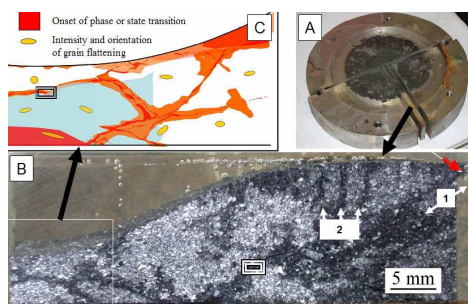 Onset of phase or state transition
Intensity and orientation
of grain flattening
C
A
B
1
2
5 mm